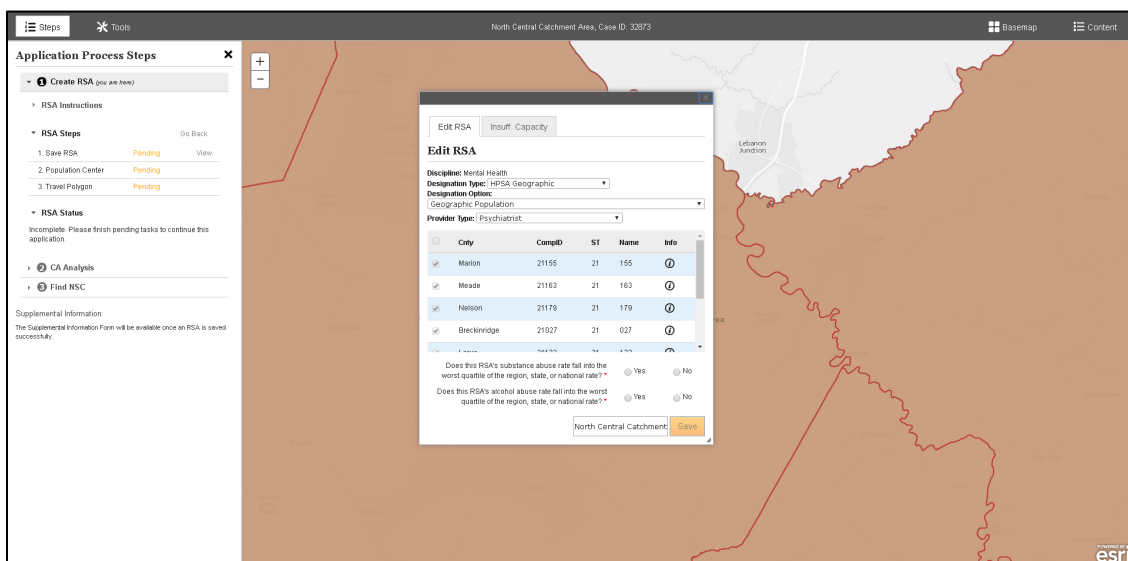 Steps
Tools
North Central Catchment Area, Case ID: 32873
Basemap
Content
Application Process Steps
1 Create RSA (you are here)
RSA Instructions
RSA Steps Go Back
1. Save RSA Pending View
2. Population Center Pending
3. Travel Polygon Pending
RSA Status
Incomplete. Please finish pending tasks to continue this
application.
2 CA Analysis
3 Find NSC
Supplemental Information:
The Supplemental Information Form will be available once an RSA is saved
successfully.
+
−
Edit RSA Insuff. Capacity
Edit RSA
Discipline: Mental Health
Designation Type: HPSA Geographic
Designation Option:
Geographic Population
Provider Type: Psychiatrist
Cnty CompID ST Name Info
Marion 21155 21 155
Meade 21163 21 163
Nelson 21179 21 179
Breckinridge 21027 21 027
Does this RSA's substance abuse rate fall into the
worst quartile of the region, state, or national rate? * Yes No
Does this RSA's alcohol abuse rate fall into the worst
quartile of the region, state, or national rate? * Yes No
North Central Catchment Save
Lebanon
Junction
POWERED BY
esri